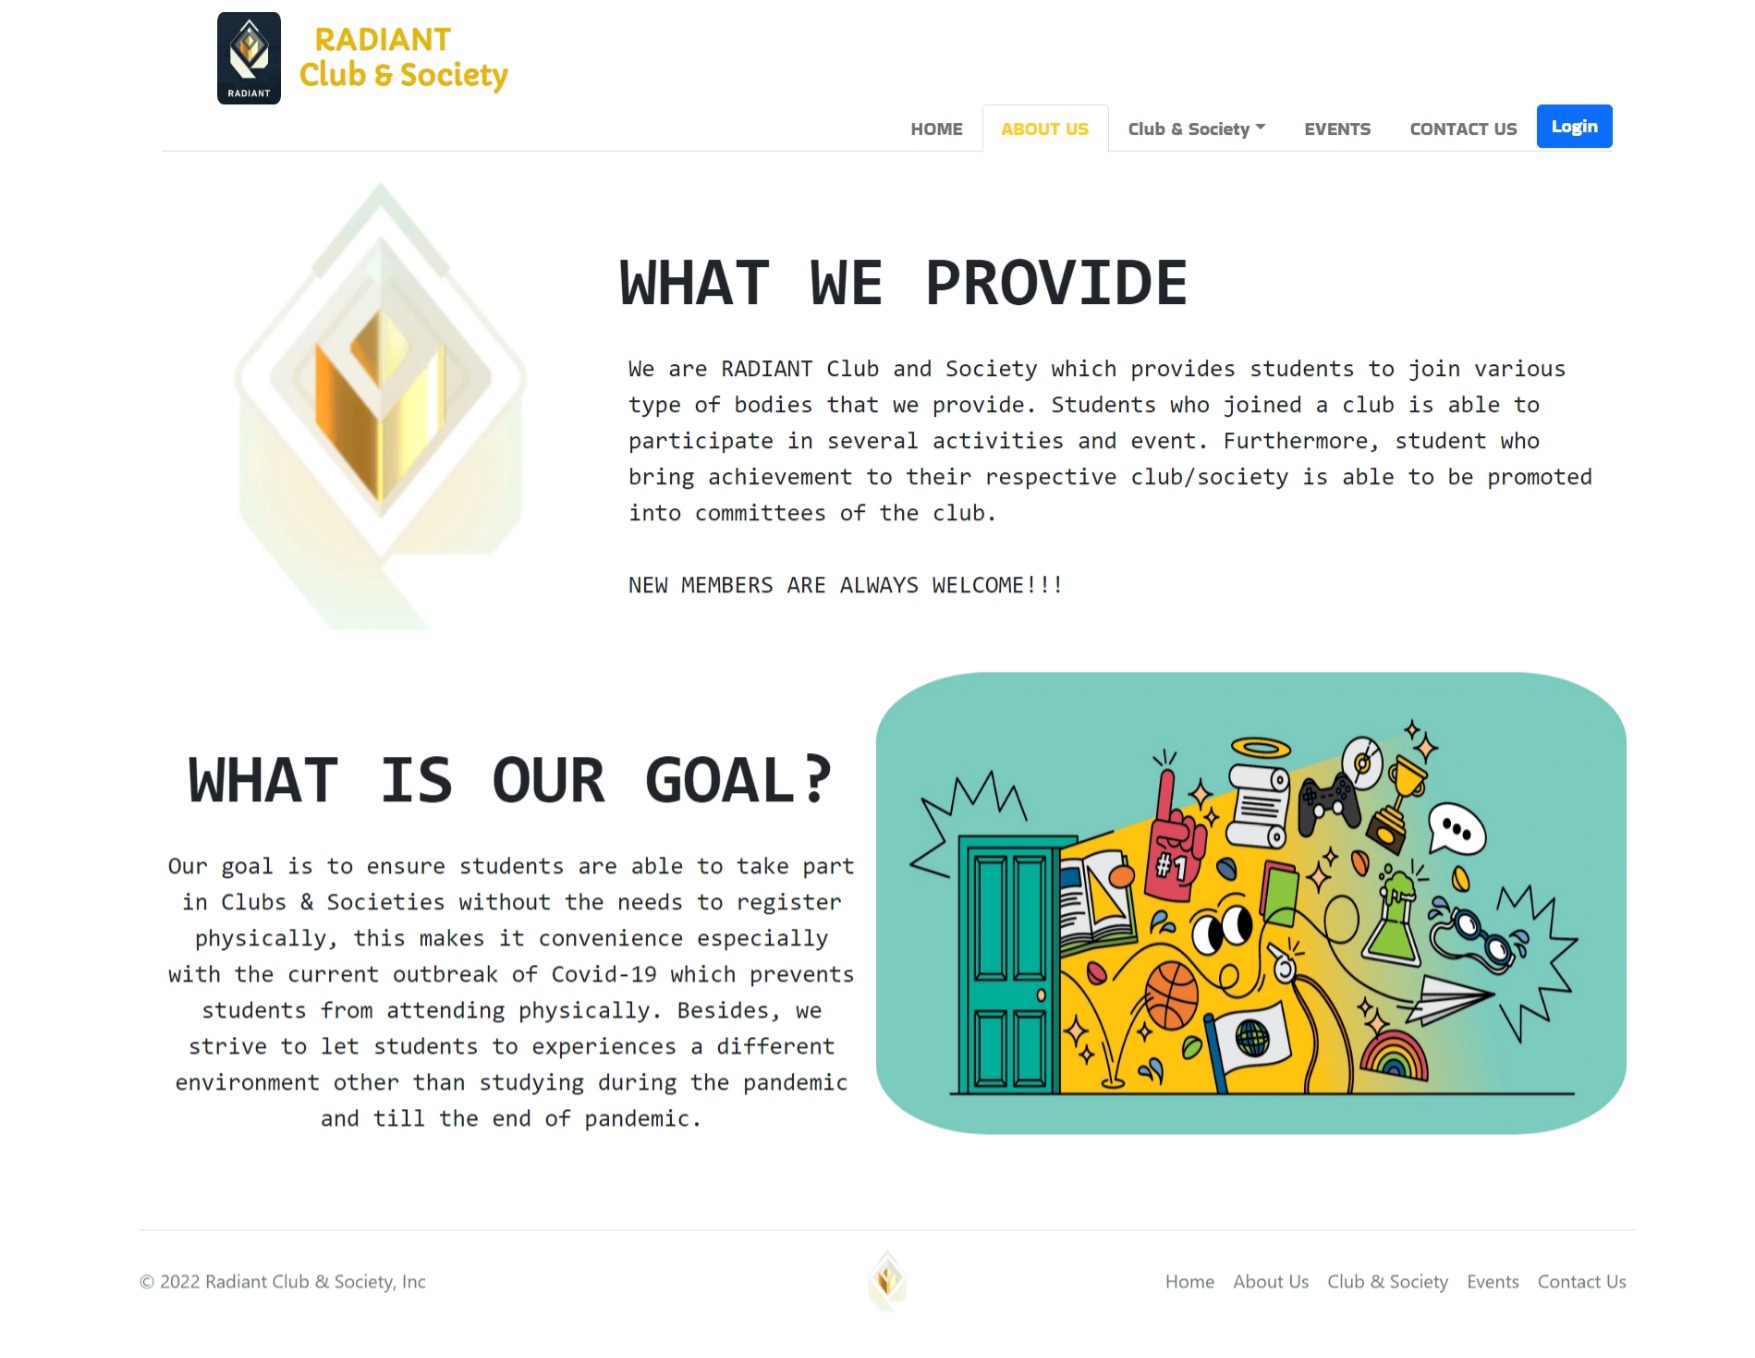 RADIANT
RADIANT
Club & Society
HOME
ABOUT US
Club & Society
EVENTS
CONTACT US
Login
WHAT WE PROVIDE
We are RADIANT Club and Society which provides students to join various
type of bodies that we provide. Students who joined a club is able to
participate in several activities and event. Furthermore, student who
bring achievement to their respective club/society is able to be promoted
into committees of the club.
NEW MEMBERS ARE ALWAYS WELCOME!!!
WHAT IS OUR GOAL?
Our goal is to ensure students are able to take part
in Clubs & Societies without the needs to register
physically, this makes it convenience especially
with the current outbreak of Covid-19 which prevents
students from attending physically. Besides, we
strive to let students to experiences a different
environment other than studying during the pandemic
and till the end of pandemic.
#1
© 2022 Radiant Club & Society, Inc
Home
About Us
Club & Society
Events
Contact Us